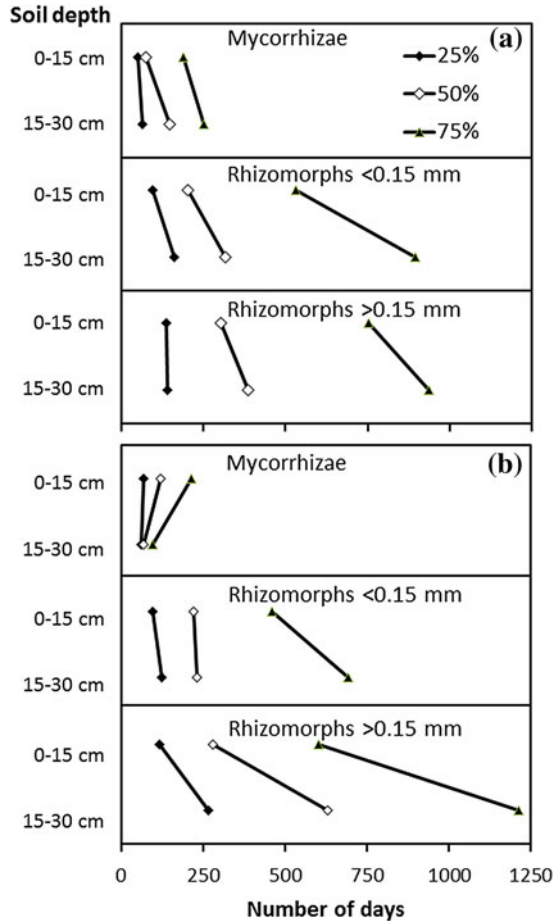 Soil depth
Mycorrhizae (a)
0-15 cm
25%
50%
15-30 cm
75%
Rhizomorphs <0.15 mm
0-15 cm
15-30 cm
Rhizomorphs >0.15 mm
0-15 cm
15-30 cm
Mycorrhizae (b)
0-15 cm
15-30 cm
Rhizomorphs <0.15 mm
0-15 cm
15-30 cm
Rhizomorphs >0.15 mm
0-15 cm
15-30 cm
0 250 500 750 1000 1250
Number of days